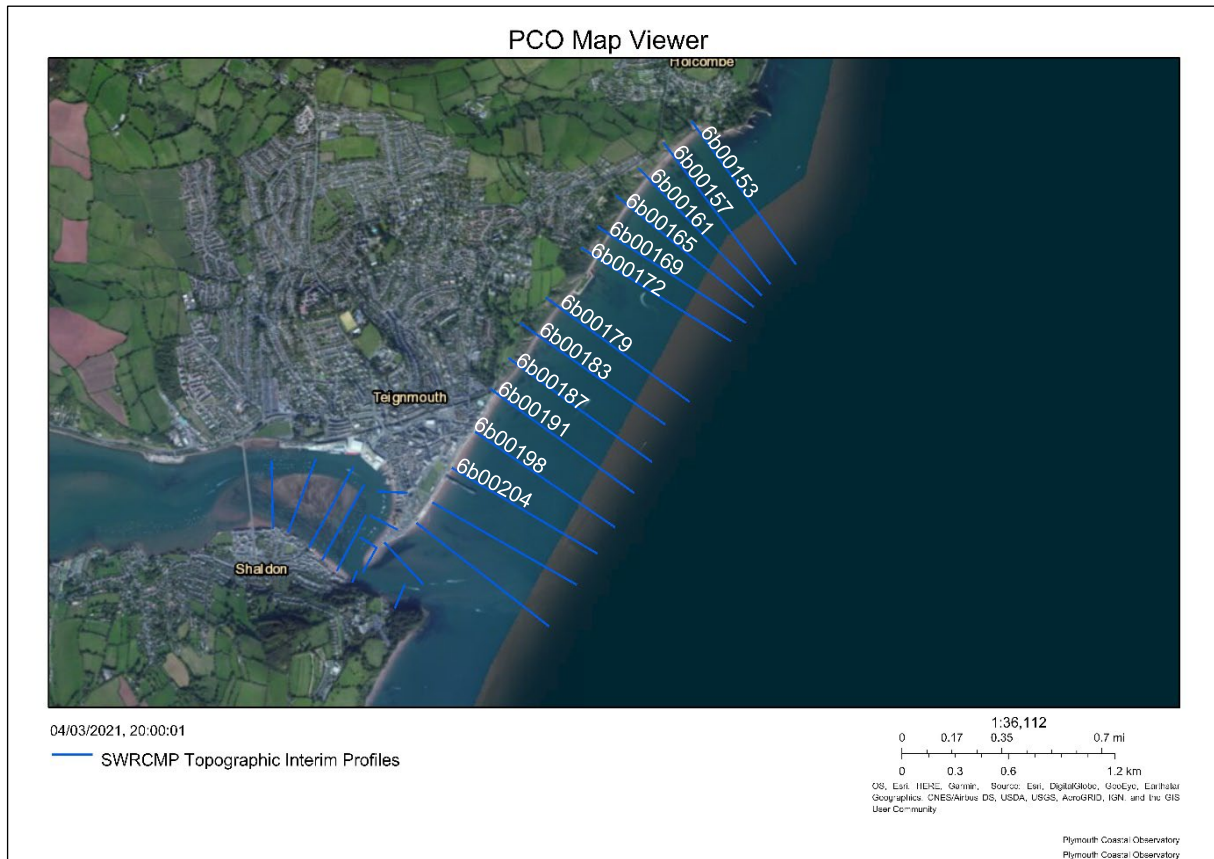 PCO Map Viewer
Holcombe
6b00153
6b00157
6b00161
6b00165
6b00169
6b00172
6b00179
6b00183
6b00187
Teignmouth
6b00191
6b00198
6b00204
Shaldon
04/03/2021, 20:00:01
SWRCMP Topographic Interim Profiles
1:36,112
0 0.17 0.35 0.7 mi
0 0.3 0.6 1.2 km
OS, Esri, HERE, Garmin, Source: Esri, DigitalGlobe, GeoEye, Earthstar
Geographics, CNES/Airbus DS, USDA, USGS, AeroGRID, IGN, and the GIS
User Community
Plymouth Coastal Observatory
Plymouth Coastal Observatory